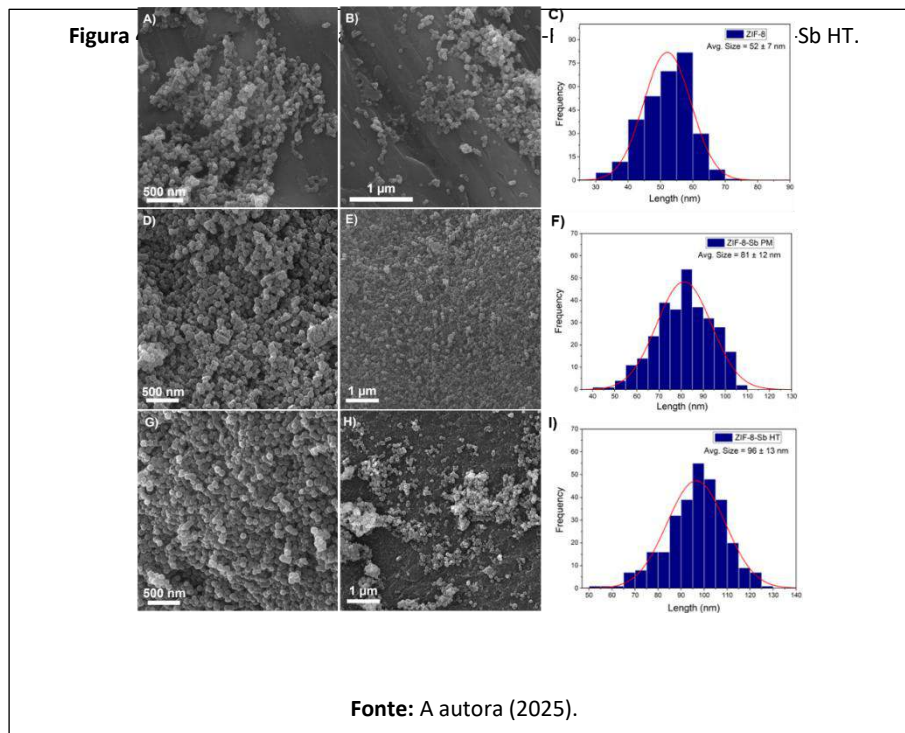 Figura
-Sb HT.
A)
B)
C)
500 nm
1 µm
ZIF-8
Avg. Size = 52 ± 7 nm
Frequency
90
75
60
45
30
15
0
30 40 50 60 70 80 90
Length (nm)
D)
E)
F)
500 nm
1 µm
ZIF-8-Sb PM
Avg. Size = 81 ± 12 nm
Frequency
70
60
50
40
30
20
10
0
40 50 60 70 80 90 100 110 120 130
Length (nm)
G)
H)
I)
500 nm
1 µm
ZIF-8-Sb HT
Avg. Size = 96 ± 13 nm
Frequency
70
60
50
40
30
20
10
0
50 60 70 80 90 100 110 120 130 140
Length (nm)
Fonte: A autora (2025).